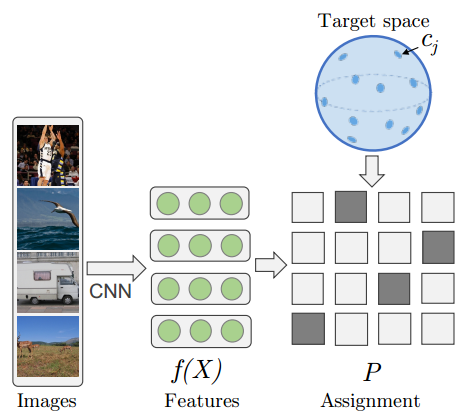 Target space
c_j
CNN
f(X)
P
Images
Features
Assignment